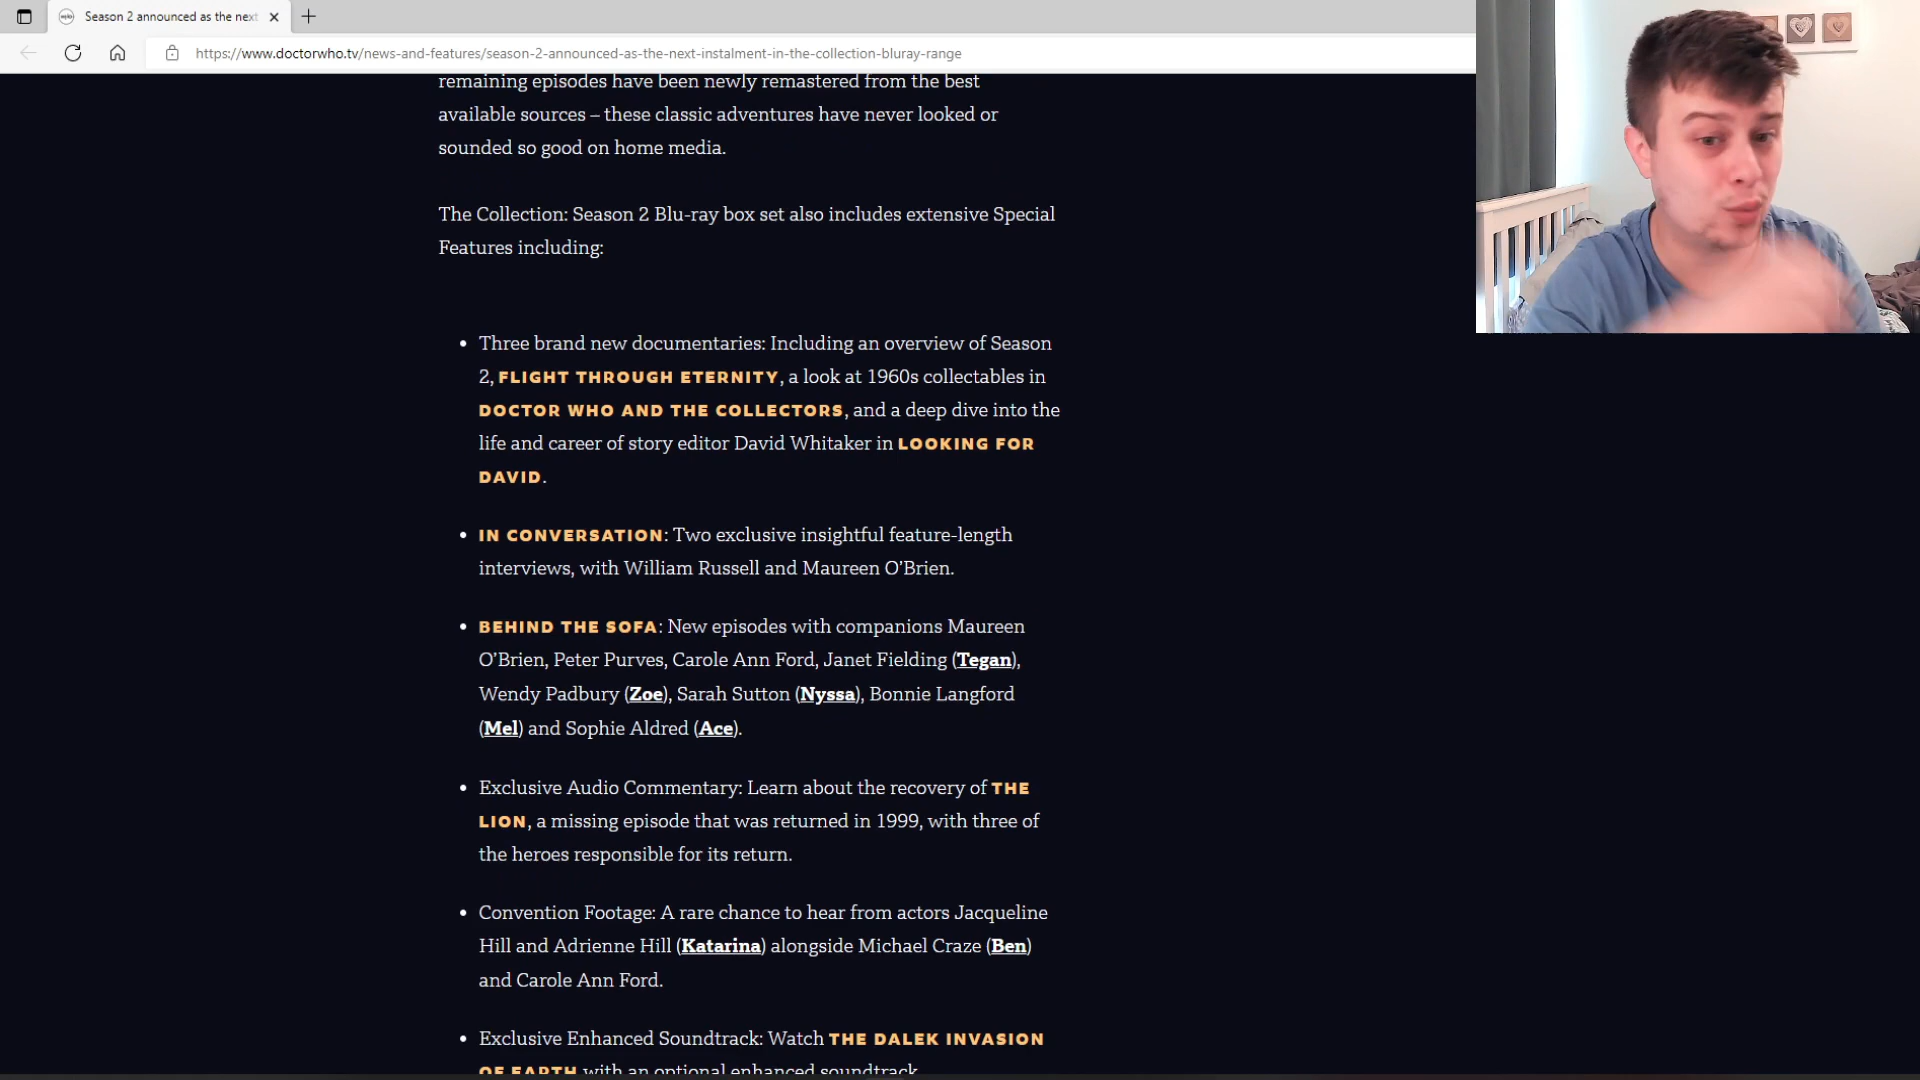 Season 2 announced as the next
https://www.doctorwho.tv/news-and-features/season-2-announced-as-the-next-instalment-in-the-collection-bluray-range
remaining episodes have been newly remastered from the best
available sources – these classic adventures have never looked or
sounded so good on home media.
The Collection: Season 2 Blu-ray box set also includes extensive Special
Features including:
• Three brand new documentaries: Including an overview of Season
2, FLIGHT THROUGH ETERNITY, a look at 1960s collectables in
DOCTOR WHO AND THE COLLECTORS, and a deep dive into the
life and career of story editor David Whitaker in LOOKING FOR
DAVID.
• IN CONVERSATION: Two exclusive insightful feature-length
interviews, with William Russell and Maureen O’Brien.
• BEHIND THE SOFA: New episodes with companions Maureen
O’Brien, Peter Purves, Carole Ann Ford, Janet Fielding (Tegan),
Wendy Padbury (Zoe), Sarah Sutton (Nyssa), Bonnie Langford
(Mel) and Sophie Aldred (Ace).
• Exclusive Audio Commentary: Learn about the recovery of THE
LION, a missing episode that was returned in 1999, with three of
the heroes responsible for its return.
• Convention Footage: A rare chance to hear from actors Jacqueline
Hill and Adrienne Hill (Katarina) alongside Michael Craze (Ben)
and Carole Ann Ford.
• Exclusive Enhanced Soundtrack: Watch THE DALEK INVASION
OF EARTH with an optional enhanced soundtrack